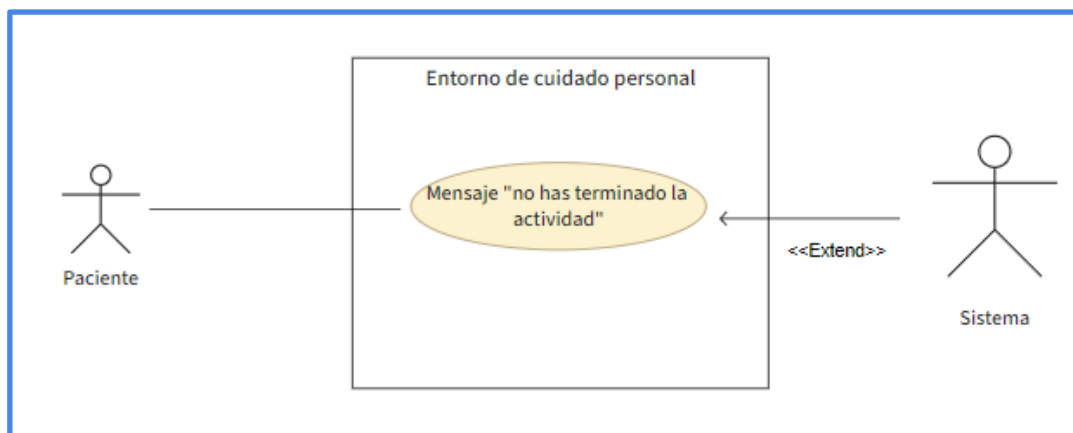 Entorno de cuidado personal
Mensaje "no has terminado la
actividad"
<<Extend>>
Paciente
Sistema